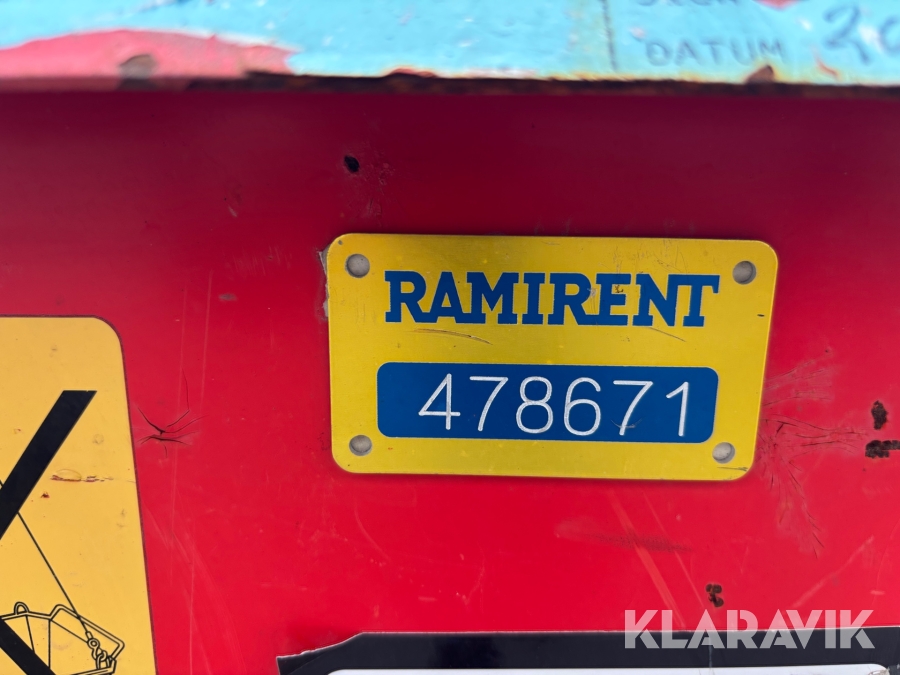 DATUM
RAMIRENT
478671
KLARAVIK